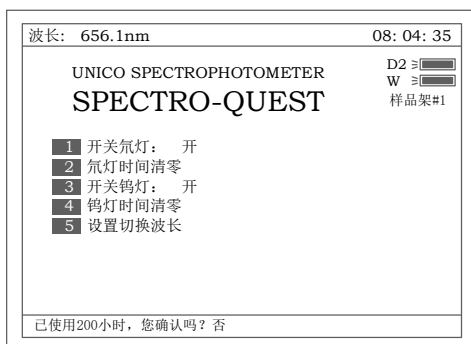 波长: 656.1nm 08: 04: 35
UNICO SPECTROPHOTOMETER
SPECTRO-QUEST
D2
W
样品架#1
1 开关氘灯: 开
2 氘灯时间清零
3 开关钨灯: 开
4 钨灯时间清零
5 设置切换波长
已使用200小时，您确认吗？否